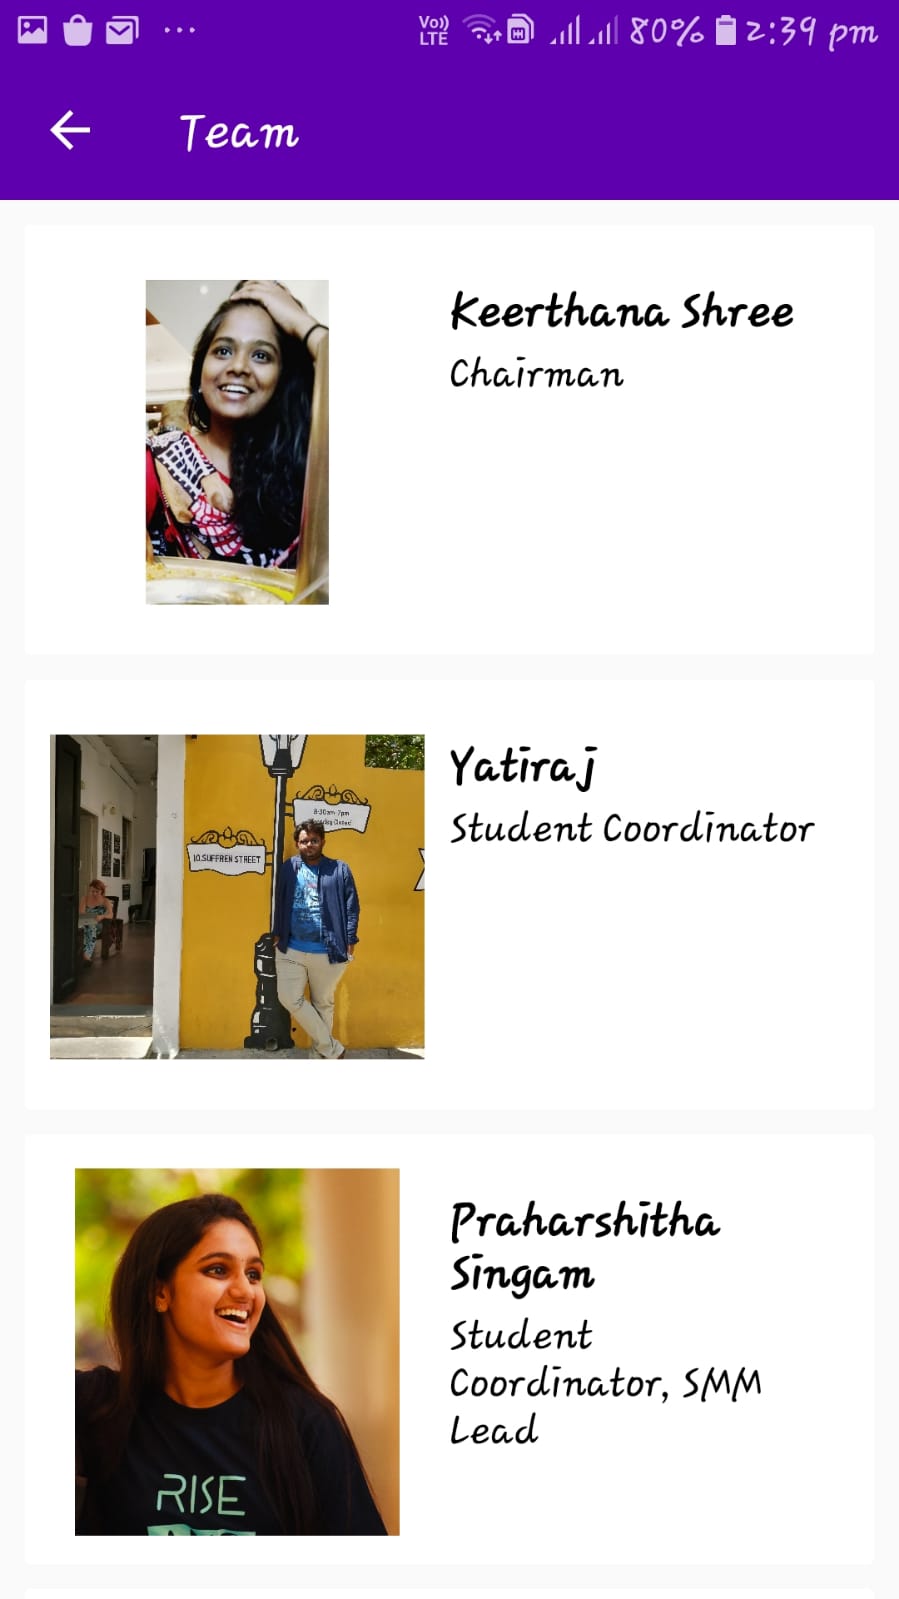 Vo)) LTE 80% 2:39 pm
Team
Keerthana Shree
Chairman
10.SUFFREN STREET
8-30am-7pm
Closed
Yatiraj
Student Coordinator
RISE
Praharshitha
Singam
Student
Coordinator, SMM
Lead